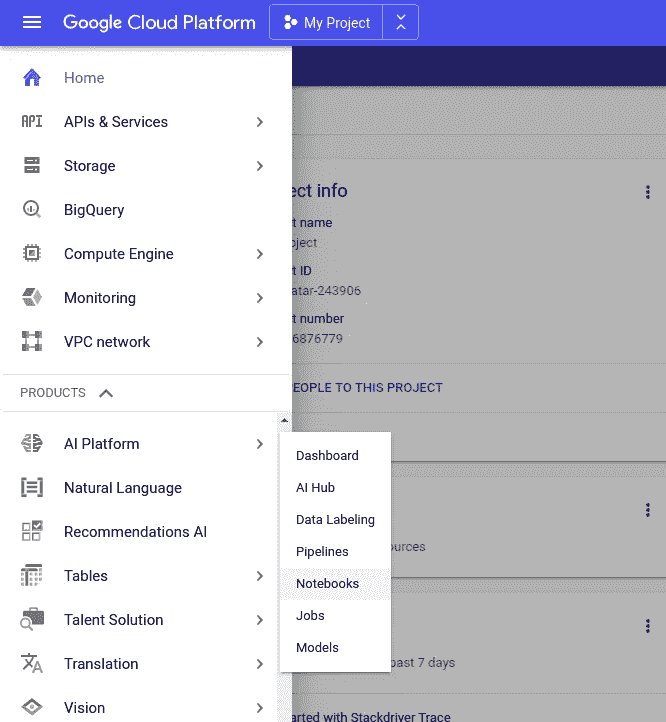 Google Cloud Platform
My Project
Home
API
APIs & Services
Storage
BigQuery
Compute Engine
Monitoring
VPC network
PRODUCTS
AI Platform
Natural Language
Recommendations AI
Tables
Talent Solution
Translation
Vision
Dashboard
AI Hub
Data Labeling
Pipelines
Notebooks
Jobs
Models
ect info
t name
oject
t ID
atar-243906
t number
6876779
EOPLE TO THIS PROJECT
ources
past 7 days
arted with Stackdriver Trace